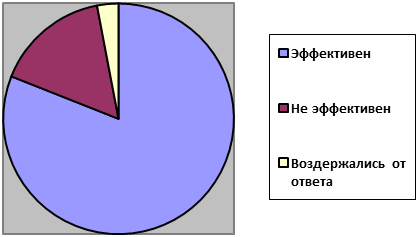 Эффективен
Не эффективен
Воздержались от
ответа